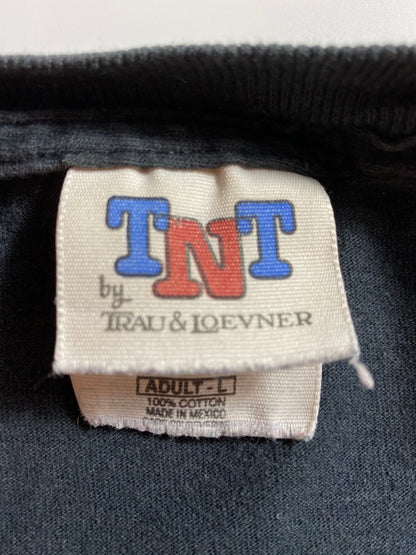 TNT
by
TRAU & LOEVNER
ADULT - L
100% COTTON
MADE IN MEXICO